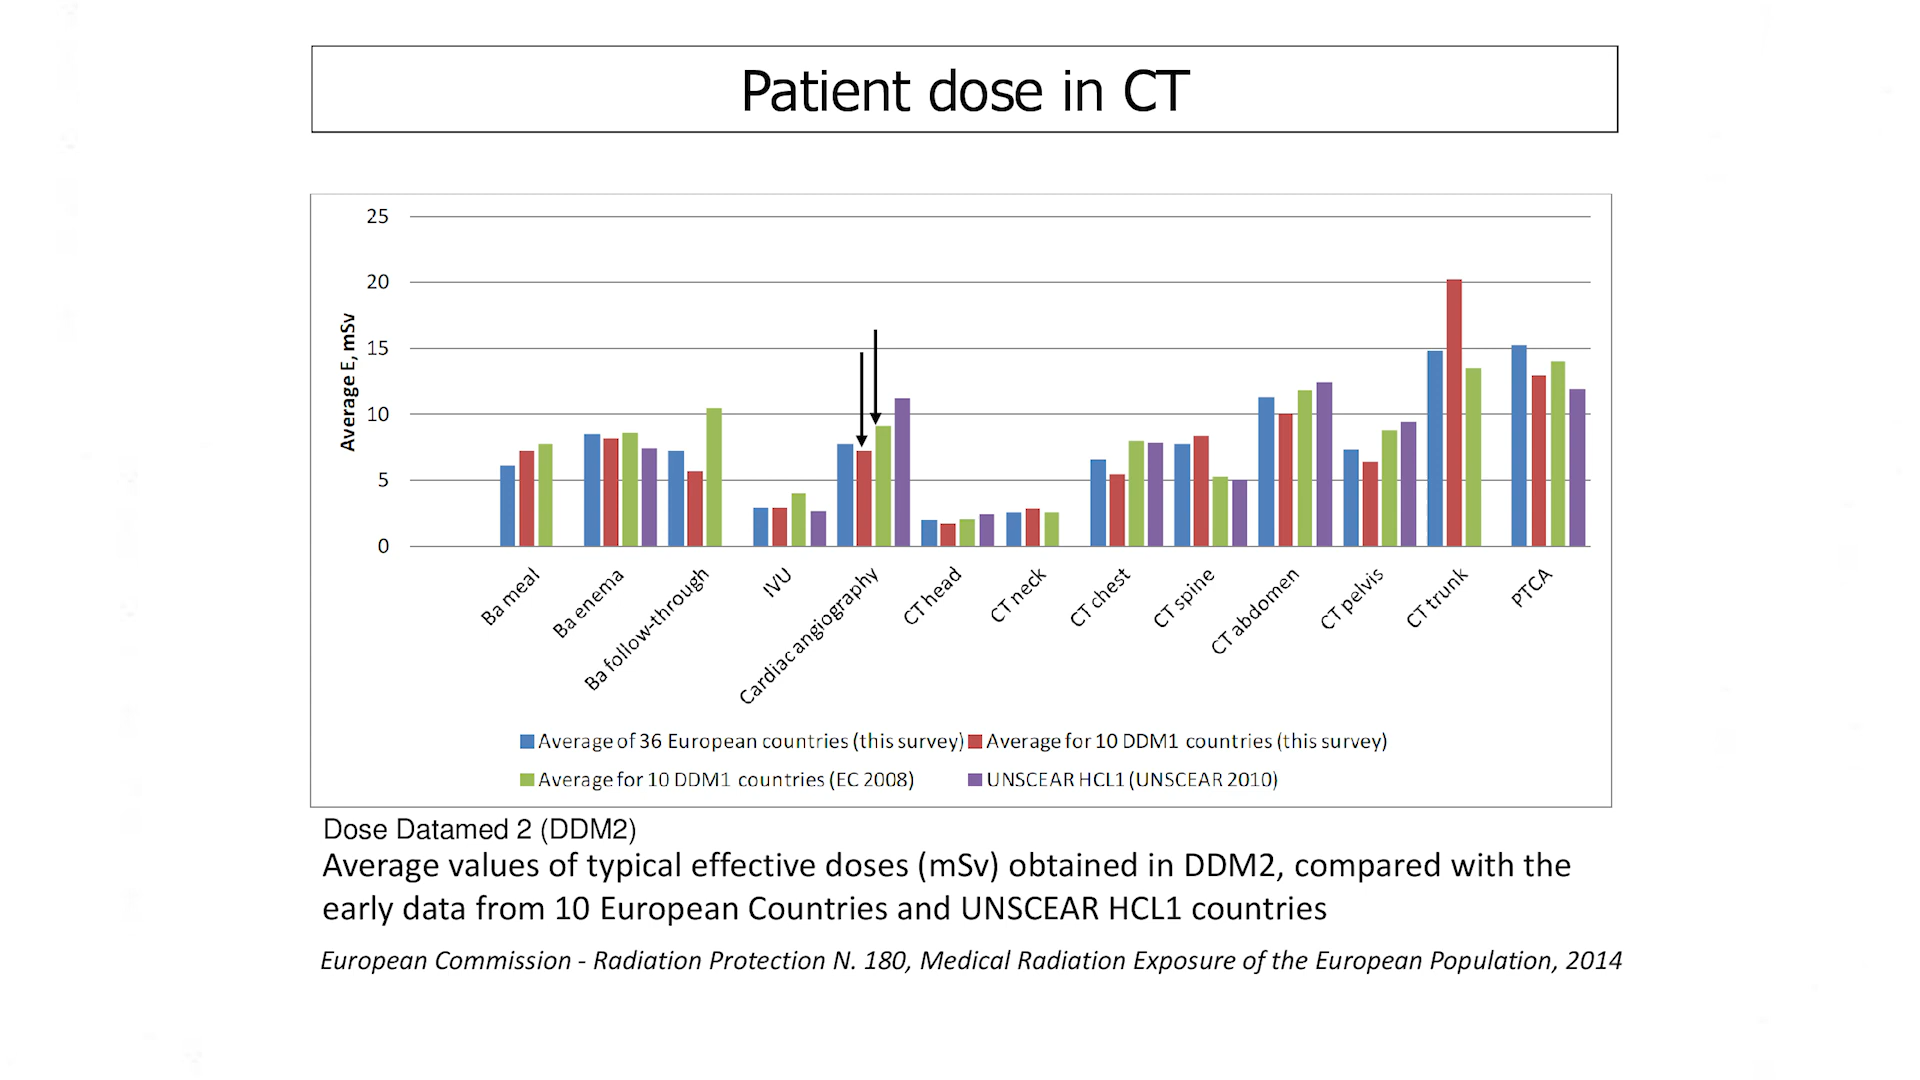 Patient dose in CT
25
20
15
10
5
0
Average E, mSv
Ba meal
Ba enema
Ba follow-through
IVU
Cardiac angiography
CT head
CT neck
CT chest
CT spine
CT abdomen
CT pelvis
CT trunk
PTCA
Average of 36 European countries (this survey)
Average for 10 DDM1 countries (this survey)
Average for 10 DDM1 countries (EC 2008)
UNSCEAR HCL1 (UNSCEAR 2010)
Dose Datamed 2 (DDM2)
Average values of typical effective doses (mSv) obtained in DDM2, compared with the
early data from 10 European Countries and UNSCEAR HCL1 countries
European Commission - Radiation Protection N. 180, Medical Radiation Exposure of the European Population, 2014